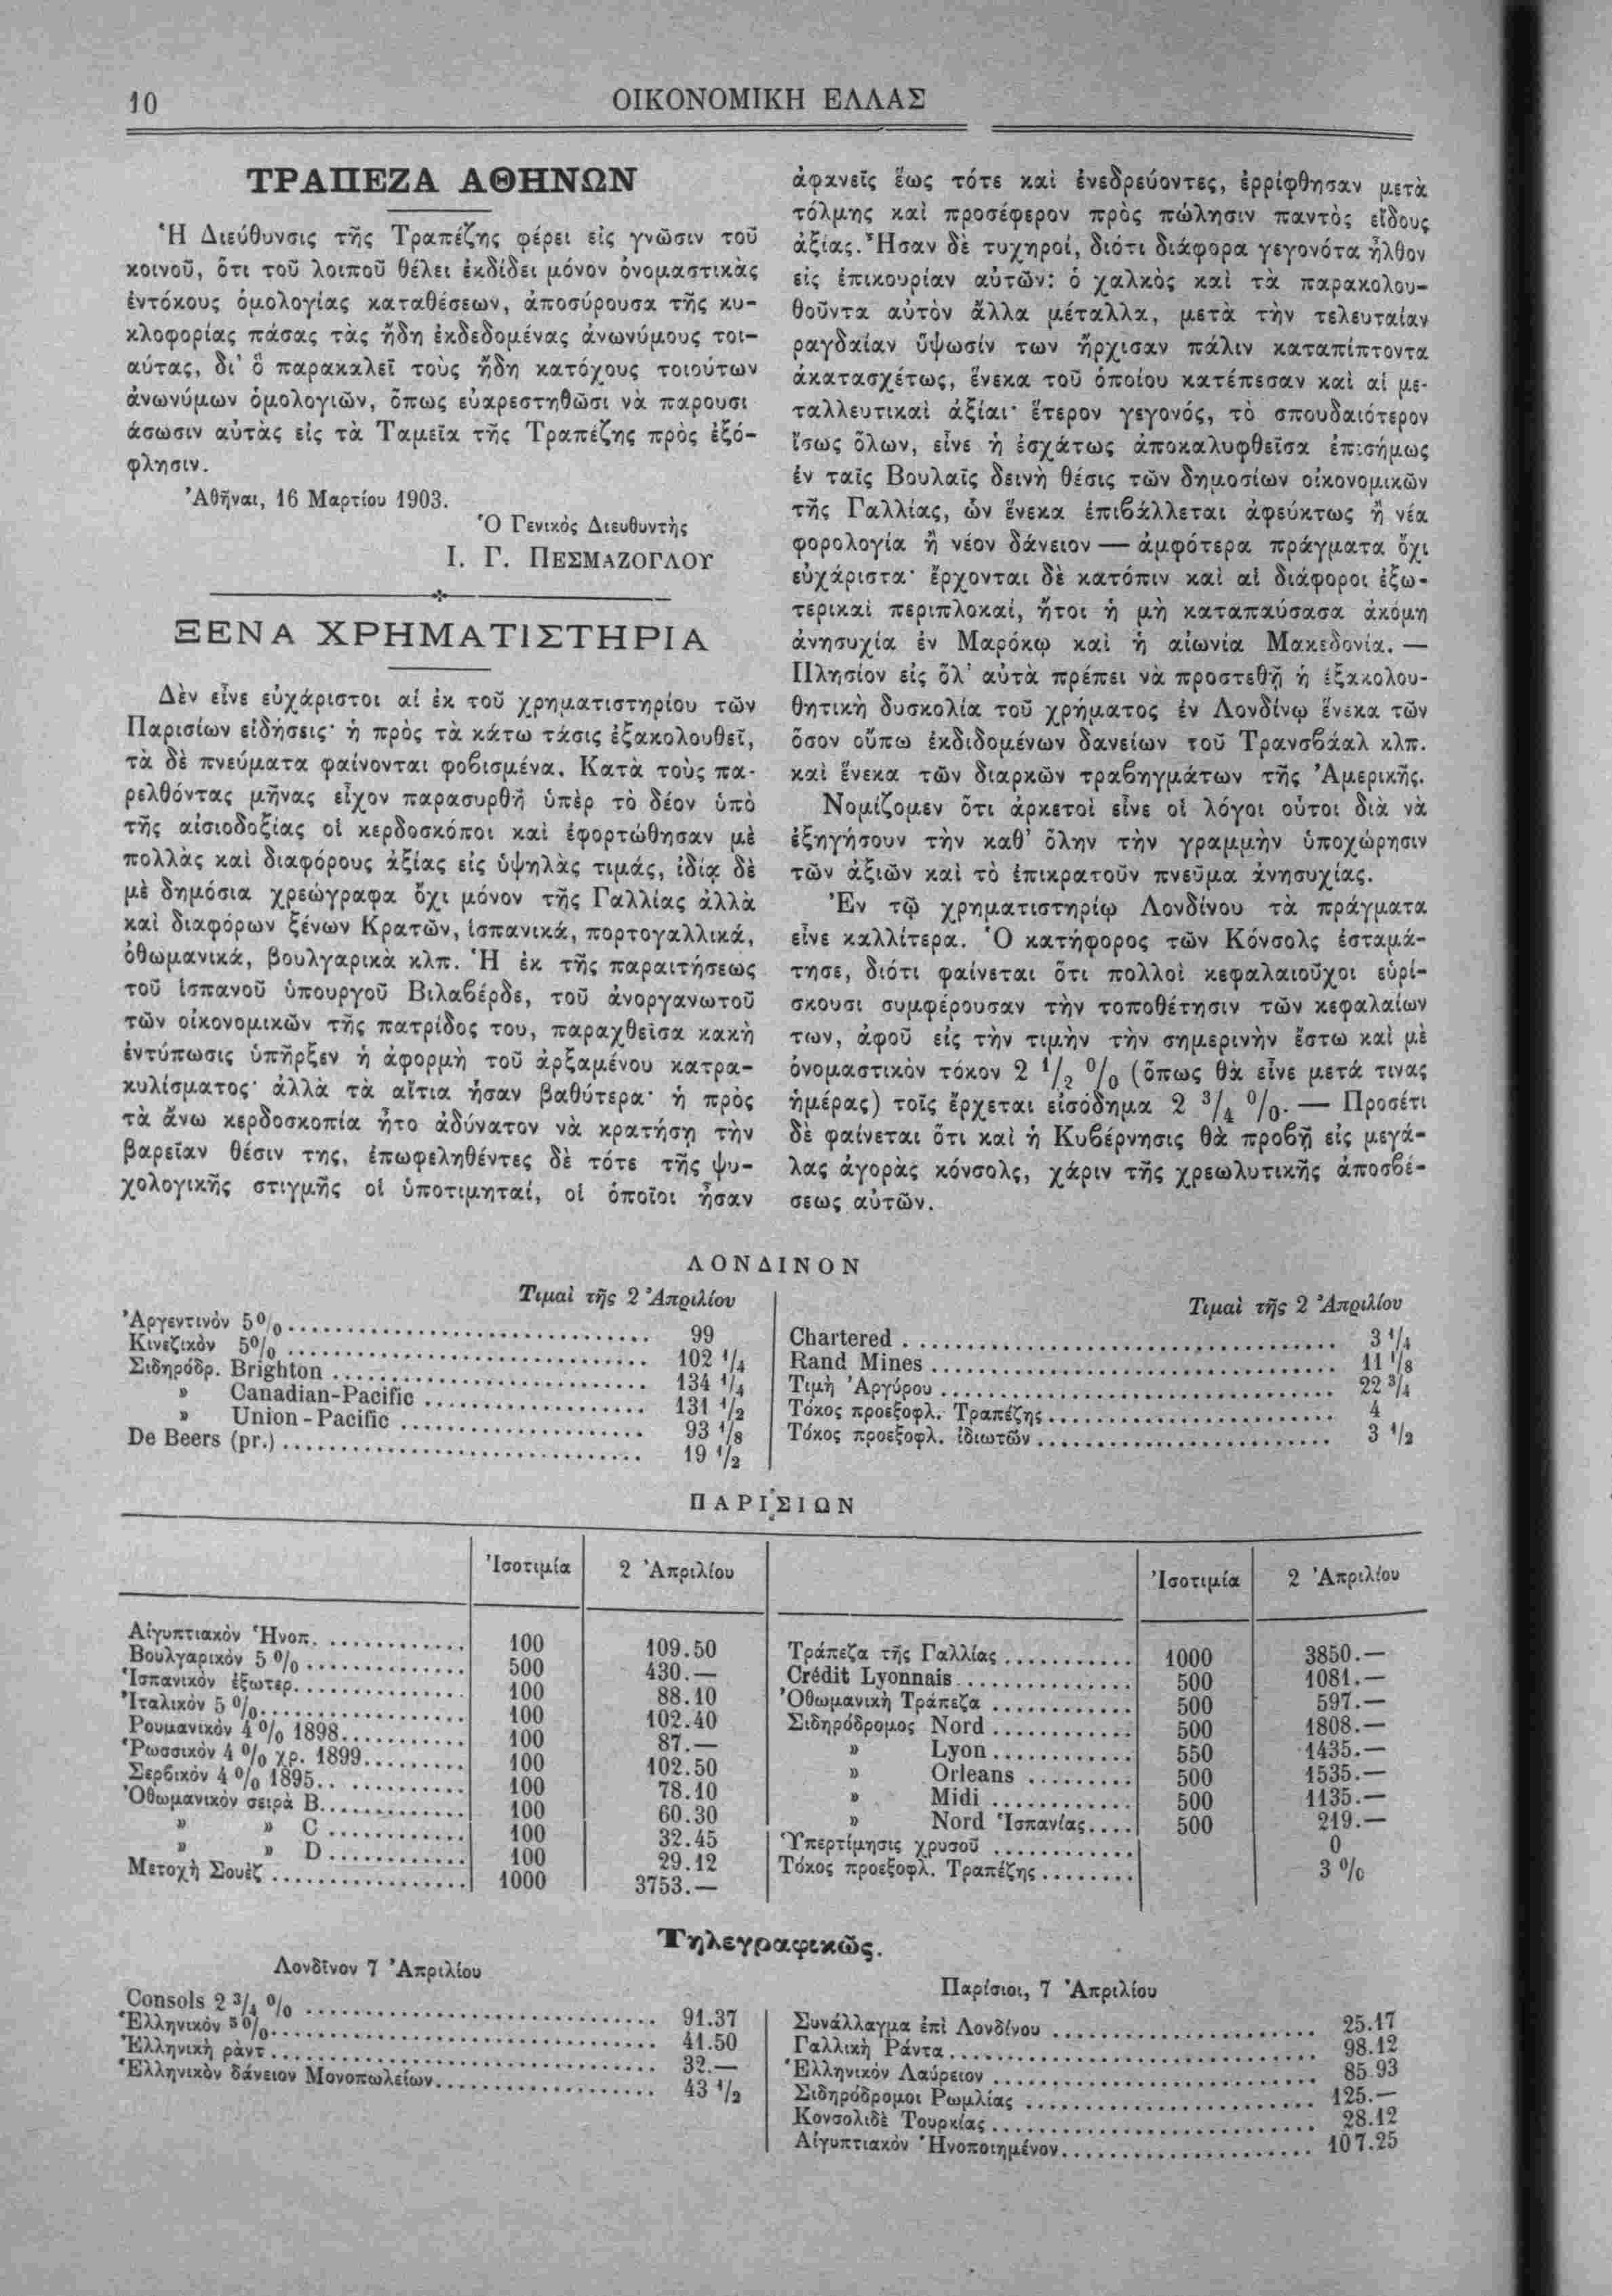 10
ΟΙΚΟΝΟΜΙΚΗ ΕΛΛΑΣ
ΤΡΑΠΕΖΑ ΑΘΗΝΩΝ
Ἡ Διεύθυνσις τῆς Τραπέζης φέρει εἰς γνῶσιν τοῦ
κοινοῦ, ὅτι τοῦ λοιποῦ θέλει ἐκδίδει μόνον ὀνομαστικὰς
ἐντόκους ὁμολογίας καταθέσεων, ἀποσύρουσα τῆς κυ-
κλοφορίας πάσας τὰς ἤδη ἐκδεδομένας ἀνωνύμους τοι-
αύτας, δι' ὃ παρακαλεῖ τοὺς ἤδη κατόχους τοιούτων
ἀνωνύμων ὁμολογιῶν, ὅπως εὐαρεστηθῶσι νὰ παρουσι
άσωσιν αὐτὰς εἰς τὰ Ταμεῖα τῆς Τραπέζης πρὸς ἐξό-
φλησιν.
Ἀθῆναι, 16 Μαρτίου 1903.
Ὁ Γενικὸς Διευθυντὴς
Ι. Γ. ΠΕΣΜΑΖΟΓΛΟΥ
ΞΕΝΑ ΧΡΗΜΑΤΙΣΤΗΡΙΑ
Δὲν εἶνε εὐχάριστοι αἱ ἐκ τοῦ χρηματιστηρίου τῶν
Παρισίων εἰδήσεις· ἡ πρὸς τὰ κάτω τάσις ἐξακολουθεῖ,
τὰ δὲ πνεύματα φαίνονται φοβισμένα. Κατὰ τοὺς πα-
ρελθόντας μῆνας εἶχον παρασυρθῆ ὑπὲρ τὸ δέον ὑπὸ
τῆς αἰσιοδοξίας οἱ κερδοσκόποι καὶ ἐφορτώθησαν μὲ
πολλὰς καὶ διαφόρους ἀξίας εἰς ὑψηλὰς τιμάς, ἰδίᾳ δὲ
μὲ δημόσια χρεώγραφα ὄχι μόνον τῆς Γαλλίας ἀλλὰ
καὶ διαφόρων ξένων Κρατῶν, ἱσπανικά, πορτογαλλικά,
ὀθωμανικά, βουλγαρικὰ κλπ. Ἡ ἐκ τῆς παραιτήσεως
τοῦ ἱσπανοῦ ὑπουργοῦ Βιλαβέρδε, τοῦ ἀνοργανωτοῦ
τῶν οἰκονομικῶν τῆς πατρίδος του, παραχθεῖσα κακὴ
ἐντύπωσις ὑπῆρξεν ἡ ἀφορμὴ τοῦ ἀρξαμένου κατρα-
κυλίσματος· ἀλλὰ τὰ αἴτια ἦσαν βαθύτερα· ἡ πρὸς
τὰ ἄνω κερδοσκοπία ἦτο ἀδύνατον νὰ κρατήσῃ τὴν
βαρεῖαν θέσιν της, ἐπωφεληθέντες δὲ τότε τῆς ψυ-
χολογικῆς στιγμῆς οἱ ὑποτιμηταί, οἱ ὁποῖοι ἦσαν
ἀφανεῖς ἕως τότε καὶ ἐνεδρεύοντες, ἐρρίφθησαν μετὰ
τόλμης καὶ προσέφερον πρὸς πώλησιν παντὸς εἴδους
ἀξίας. Ἦσαν δὲ τυχηροί, διότι διάφορα γεγονότα ἦλθον
εἰς ἐπικουρίαν αὐτῶν: ὁ χαλκὸς καὶ τὰ παρακολου-
θοῦντα αὐτὸν ἄλλα μέταλλα, μετὰ τὴν τελευταίαν
ραγδαίαν ὕψωσίν των ἤρχισαν πάλιν καταπίπτοντα
ἀκατασχέτως, ἕνεκα τοῦ ὁποίου κατέπεσαν καὶ αἱ με-
ταλλευτικαὶ ἀξίαι· ἕτερον γεγονός, τὸ σπουδαιότερον
ἴσως ὅλων, εἶνε ἡ ἐσχάτως ἀποκαλυφθεῖσα ἐπισήμως
ἐν ταῖς Βουλαῖς δεινὴ θέσις τῶν δημοσίων οἰκονομικῶν
τῆς Γαλλίας, ὧν ἕνεκα ἐπιβάλλεται ἀφεύκτως ἢ νέα
φορολογία ἢ νέον δάνειον — ἀμφότερα πράγματα ὄχι
εὐχάριστα· ἔρχονται δὲ κατόπιν καὶ αἱ διάφοροι ἐξω-
τερικαὶ περιπλοκαί, ἤτοι ἡ μὴ καταπαύσασα ἀκόμη
ἀνησυχία ἐν Μαρόκῳ καὶ ἡ αἰωνία Μακεδονία. —
Πλησίον εἰς ὅλ' αὐτὰ πρέπει νὰ προστεθῇ ἡ ἐξακολου-
θητικὴ δυσκολία τοῦ χρήματος ἐν Λονδίνῳ ἕνεκα τῶν
ὅσον οὔπω ἐκδιδομένων δανείων τοῦ Τρανσβάαλ κλπ.
καὶ ἕνεκα τῶν διαρκῶν τραβηγμάτων τῆς Ἀμερικῆς.
Νομίζομεν ὅτι ἀρκετοὶ εἶνε οἱ λόγοι οὗτοι διὰ νὰ
ἐξηγήσουν τὴν καθ' ὅλην τὴν γραμμὴν ὑποχώρησιν
τῶν ἀξιῶν καὶ τὸ ἐπικρατοῦν πνεῦμα ἀνησυχίας.
Ἐν τῷ χρηματιστηρίῳ Λονδίνου τὰ πράγματα
εἶνε καλλίτερα. Ὁ κατήφορος τῶν Κόνσολς ἐσταμά-
τησε, διότι φαίνεται ὅτι πολλοὶ κεφαλαιοῦχοι εὑρί-
σκουσι συμφέρουσαν τὴν τοποθέτησιν τῶν κεφαλαίων
των, ἀφοῦ εἰς τὴν τιμὴν τὴν σημερινὴν ἔστω καὶ μὲ
ὀνομαστικὸν τόκον 2 1/2 % (ὅπως θὰ εἶνε μετά τινας
ἡμέρας) τοῖς ἔρχεται εἰσόδημα 2 3/4 %. — Προσέτι
δὲ φαίνεται ὅτι καὶ ἡ Κυβέρνησις θὰ προβῇ εἰς μεγά-
λας ἀγορὰς κόνσολς, χάριν τῆς χρεωλυτικῆς ἀποσβέ-
σεως αὐτῶν.
ΛΟΝΔΙΝΟΝ
Τιμαὶ τῆς 2 Ἀπριλίου
Ἀργεντινὸν 5% 99
Κινεζικὸν 5% 102 1/4
Σιδηρόδρ. Brighton 134 1/4
» Canadian-Pacific 131 1/2
» Union-Pacific 93 1/8
De Beers (pr.) 19 1/2
Τιμαὶ τῆς 2 Ἀπριλίου
Chartered 3 1/4
Rand Mines 11 1/8
Τιμὴ Ἀργύρου 22 3/4
Τόκος προεξοφλ. Τραπέζης 4
Τόκος προεξοφλ. ἰδιωτῶν 3 1/2
ΠΑΡΙΣΙΩΝ
Ἰσοτιμία 2 Ἀπριλίου
Αἰγυπτιακὸν Ἡνοπ. 100 109.50
Βουλγαρικὸν 5 % 500 430.—
Ἱσπανικὸν ἐξωτερ. 100 88.10
Ἰταλικὸν 5 % 100 102.40
Ρουμανικὸν 4 % 1898 100 87.—
Ῥωσσικὸν 4 % χρ. 1899 100 102.50
Σερβικὸν 4 % 1895 100 78.10
Ὀθωμανικὸν σειρὰ B 100 60.30
» » C 100 32.45
» » D 100 29.12
Μετοχὴ Σουὲζ 1000 3753.—
Ἰσοτιμία 2 Ἀπριλίου
Τράπεζα τῆς Γαλλίας 1000 3850.—
Crédit Lyonnais 500 1081.—
Ὀθωμανικὴ Τράπεζα 500 597.—
Σιδηρόδρομος Nord 500 1808.—
» Lyon 550 1435.—
» Orleans 500 1535.—
» Midi 500 1135.—
» Nord Ἱσπανίας 500 219.—
Ὑπερτίμησις χρυσοῦ 0
Τόκος προεξοφλ. Τραπέζης 3 %
Τηλεγραφικῶς.
Λονδῖνον 7 Ἀπριλίου
Consols 2 3/4 % 91.37
Ἑλληνικὸν 5 % 41.50
Ἑλληνικὴ ράντ 32.—
Ἑλληνικὸν δάνειον Μονοπωλείων 43 1/2
Παρίσιοι, 7 Ἀπριλίου
Συνάλλαγμα ἐπὶ Λονδίνου 25.17
Γαλλικὴ Ράντα 98.12
Ἑλληνικὸν Λαύρειον 85.93
Σιδηρόδρομοι Ρωμλίας 125.—
Κονσολιδὲ Τουρκίας 28.12
Αἰγυπτιακὸν Ἡνοποιημένον 107.25